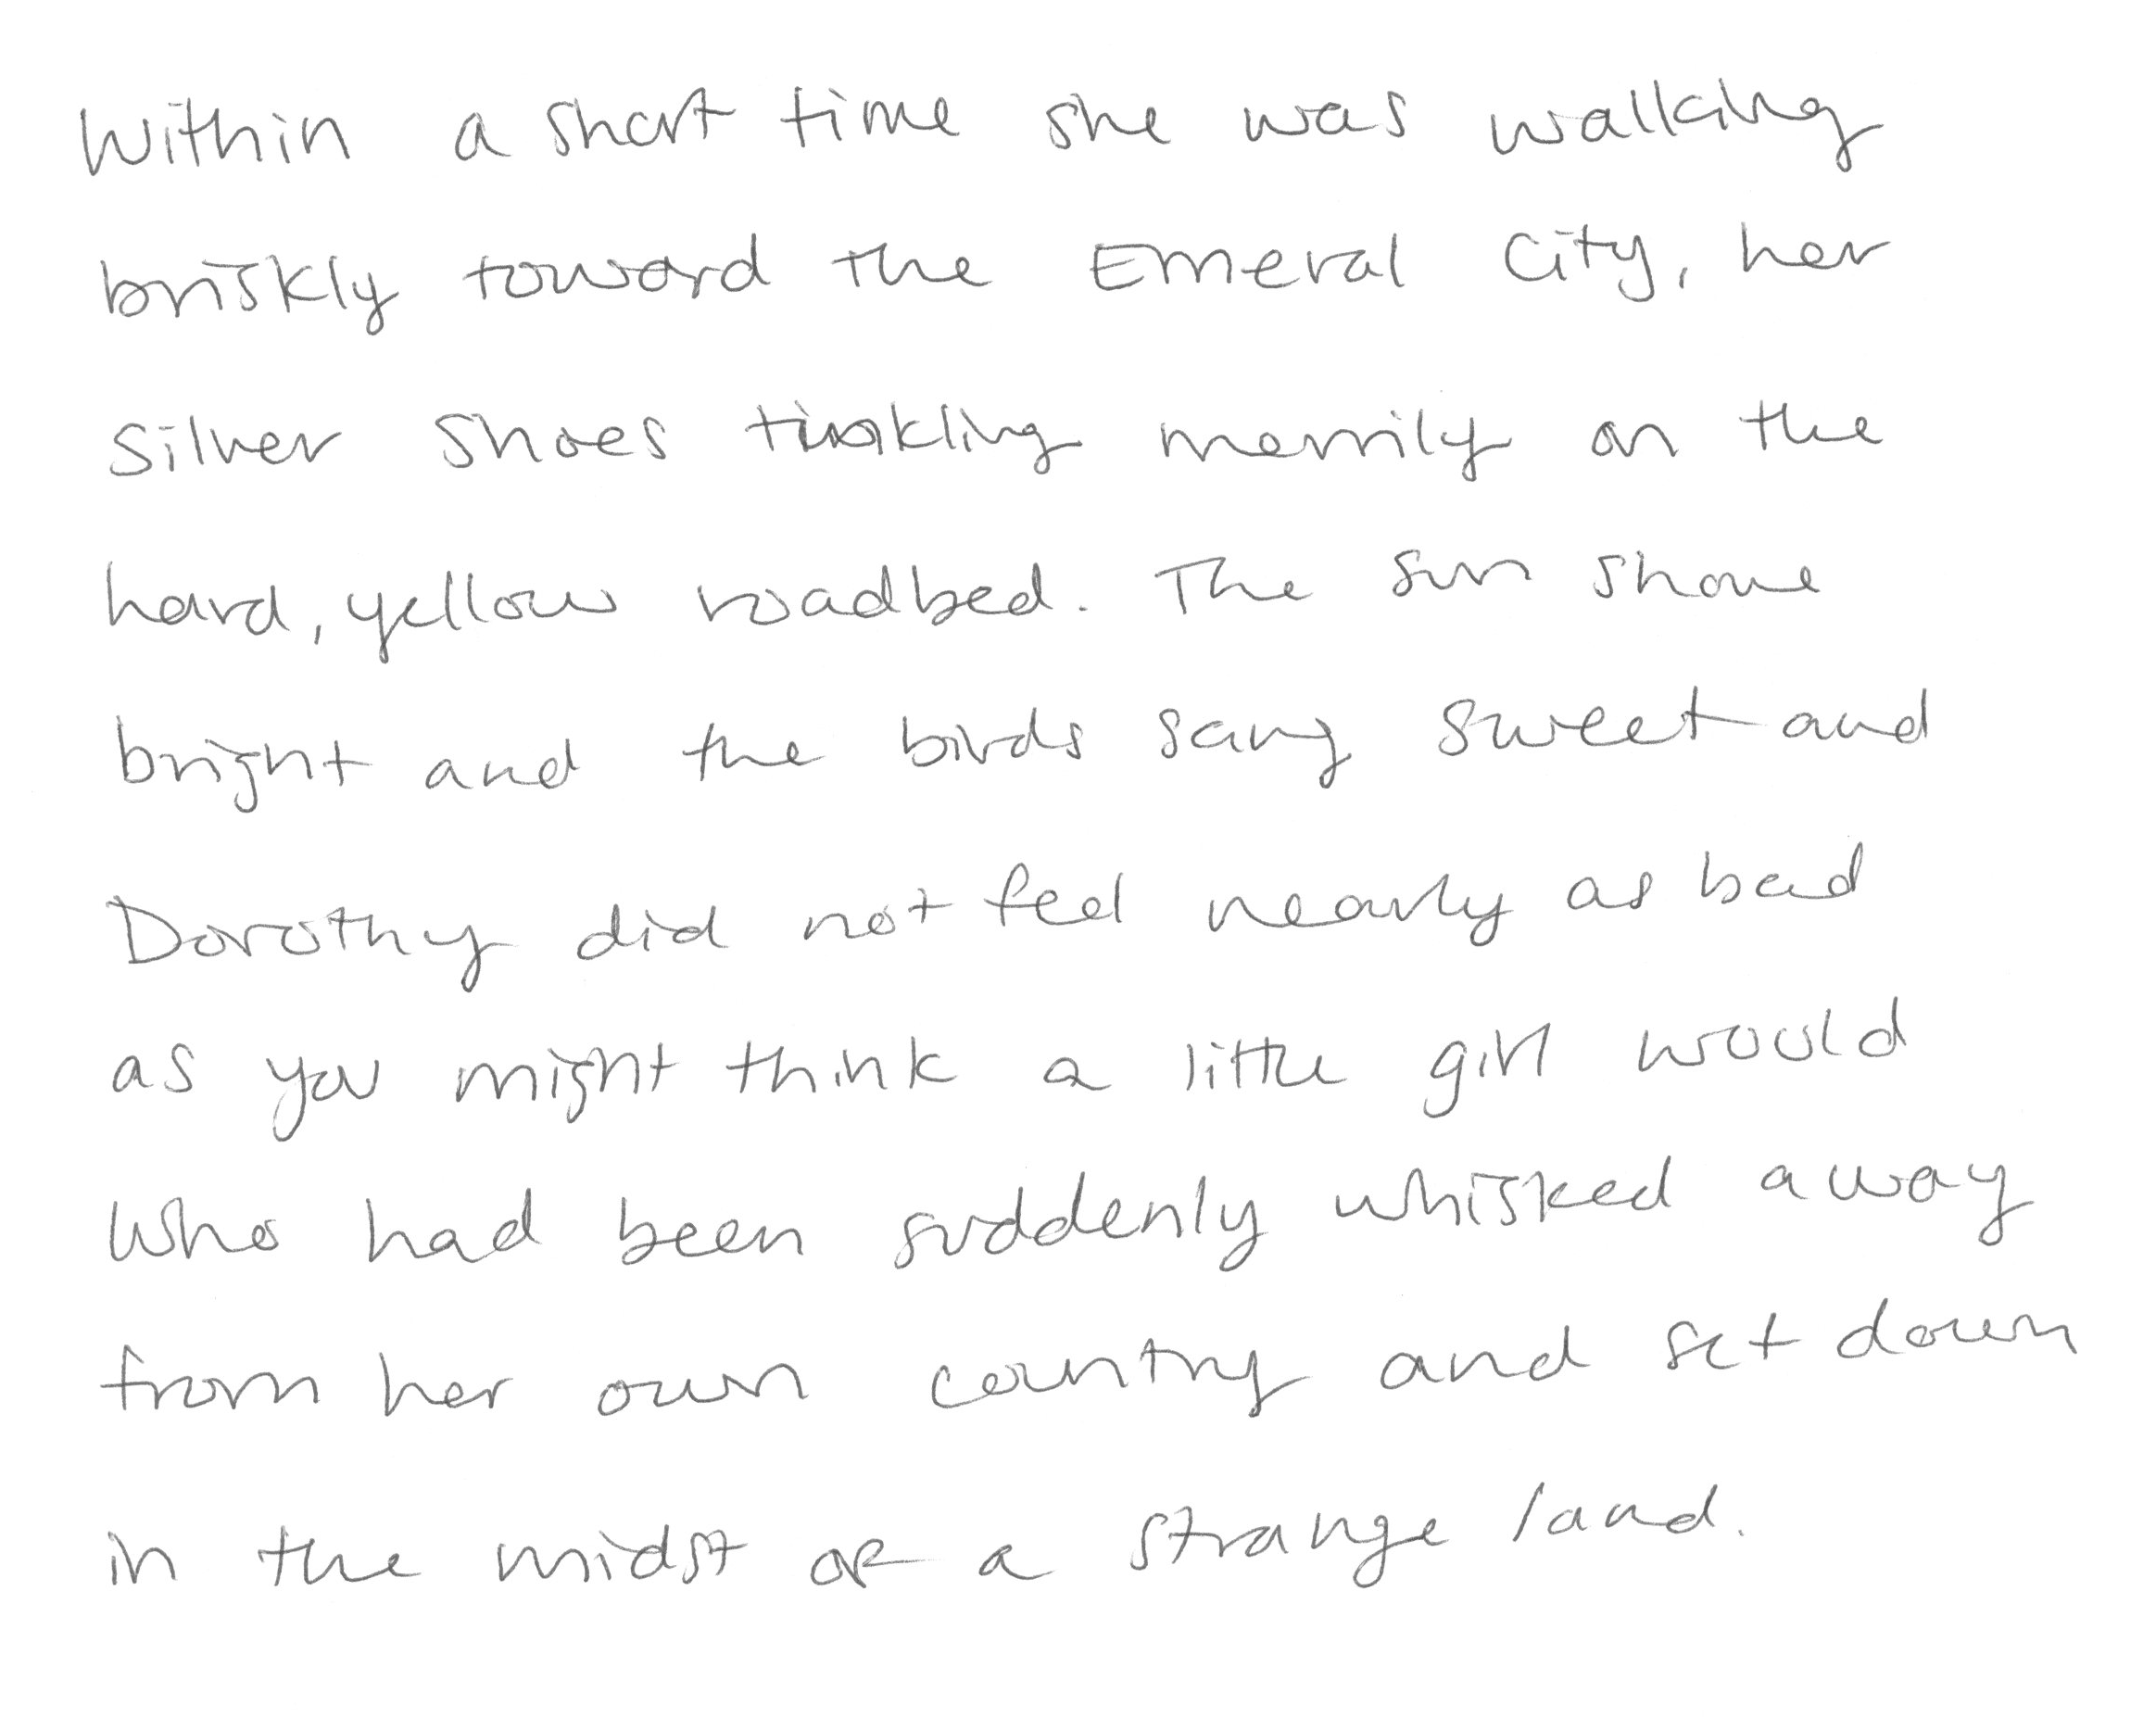 Within a short time she was walking
briskly toward the Emeral City, her
Silver Shoes tinkling merrily on the
hard, yellow roadbed. The sun shone
bright and the birds sang sweet and
Dorothy did not feel nearly as bad
as you might think a little girl would
who had been suddenly whisked away
from her own country and set down
in the midst of a strange land.